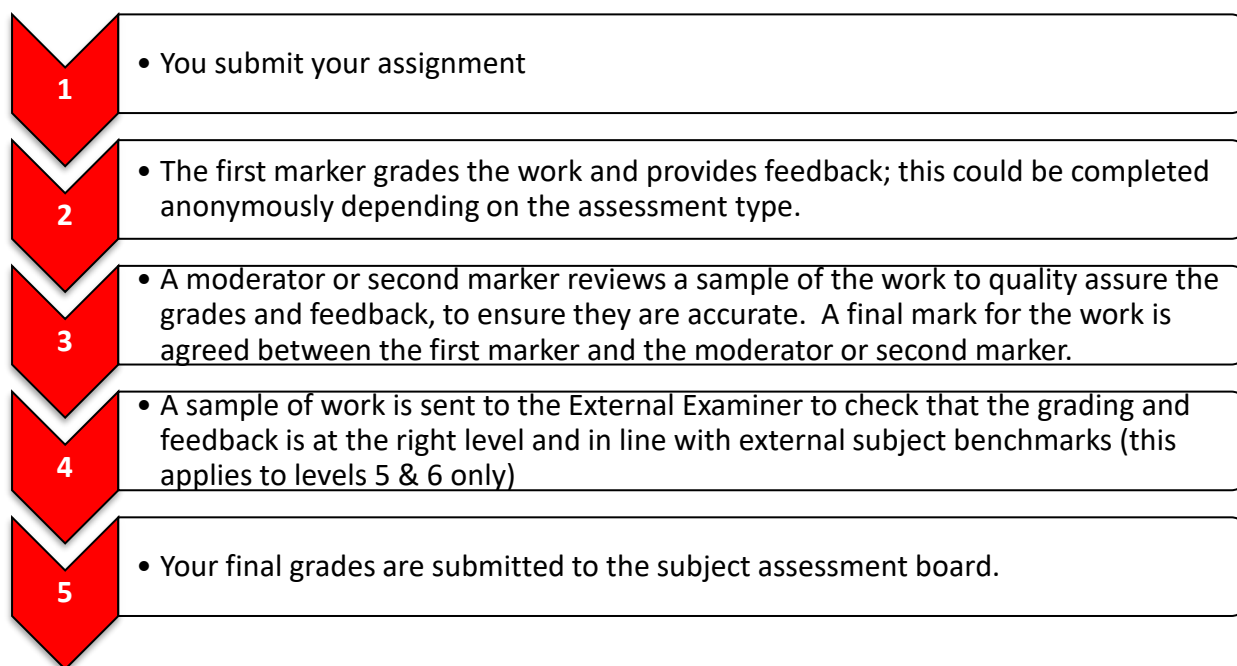 1
• You submit your assignment
2
• The first marker grades the work and provides feedback; this could be completed
anonymously depending on the assessment type.
3
• A moderator or second marker reviews a sample of the work to quality assure the
grades and feedback, to ensure they are accurate.  A final mark for the work is
agreed between the first marker and the moderator or second marker.
4
• A sample of work is sent to the External Examiner to check that the grading and
feedback is at the right level and in line with external subject benchmarks (this
applies to levels 5 & 6 only)
5
• Your final grades are submitted to the subject assessment board.